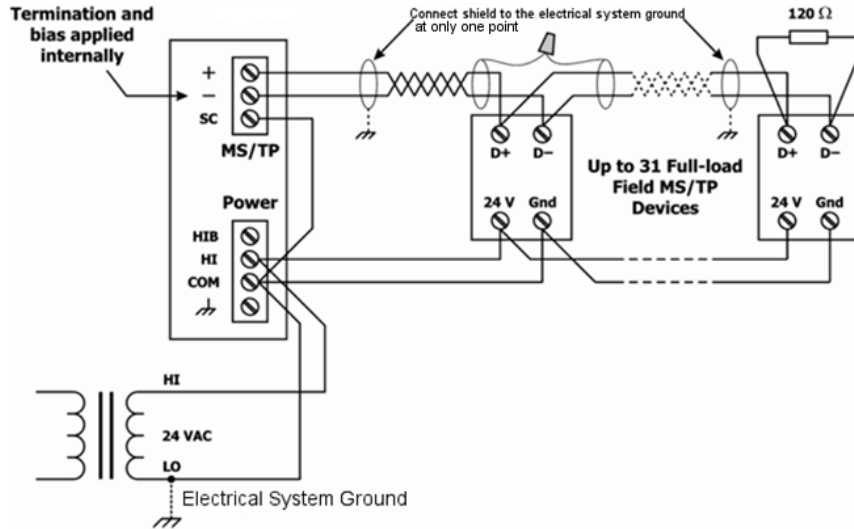 Termination and
bias applied
internally
Connect shield to the electrical system ground
at only one point
120 Ω
+
−
SC
MS/TP
D+ D−
D+ D−
Up to 31 Full-load
Field MS/TP
Devices
Power
24 V Gnd
24 V Gnd
HIB
HI
COM
HI
24 VAC
LO
Electrical System Ground